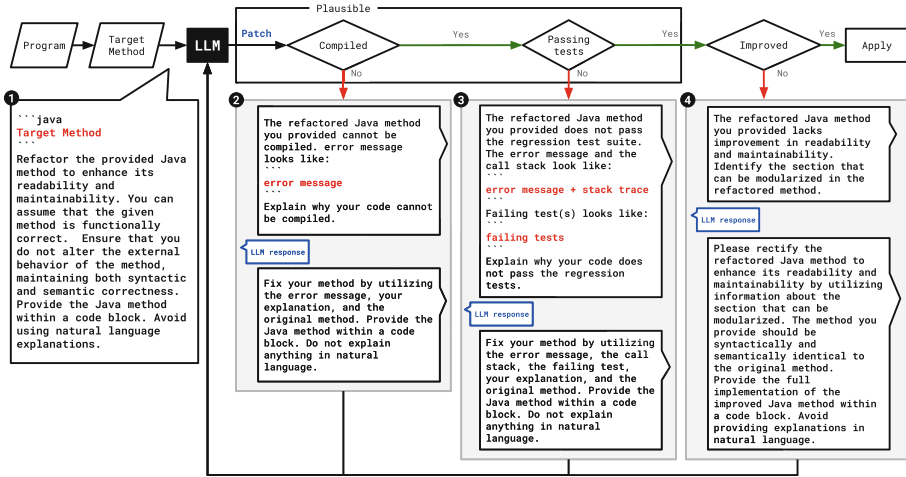 Plausible
Program
Target
Method
LLM
Patch
Compiled
Yes
No
Passing
tests
Yes
No
Improved
Yes
No
Apply
1
```java
Target Method
```
Refactor the provided Java
method to enhance its
readability and
maintainability. You can
assume that the given
method is functionally
correct.  Ensure that you
do not alter the external
behavior of the method,
maintaining both syntactic
and semantic correctness.
Provide the Java method
within a code block. Avoid
using natural language
explanations.
2
The refactored Java method
you provided cannot be
compiled. error message
looks like:
```
error message
```
Explain why your code cannot
be compiled.
LLM response
Fix your method by utilizing
the error message, your
explanation, and the
original method. Provide the
Java method within a code
block. Do not explain
anything in natural
language.
3
The refactored Java method
you provided does not pass
the regression test suite.
The error message and the
call stack look like:
```
error message + stack trace
```
Failing test(s) looks like:
```
failing tests
```
Explain why your code does
not pass the regression
tests.
LLM response
Fix your method by utilizing
the error message, the call
stack, the failing test,
your explanation, and the
original method. Provide the
Java method within a code
block. Do not explain
anything in natural
language.
4
The refactored Java method
you provided lacks
improvement in readability
and maintainability.
Identify the section that
can be modularized in the
refactored method.
LLM response
Please rectify the
refactored Java method to
enhance its readability and
maintainability by utilizing
information about the
section that can be
modularized. The method you
provide should be
syntactically and
semantically identical to
the original method.
Provide the full
implementation of the
improved Java method within
a code block. Avoid
providing explanations in
natural language.